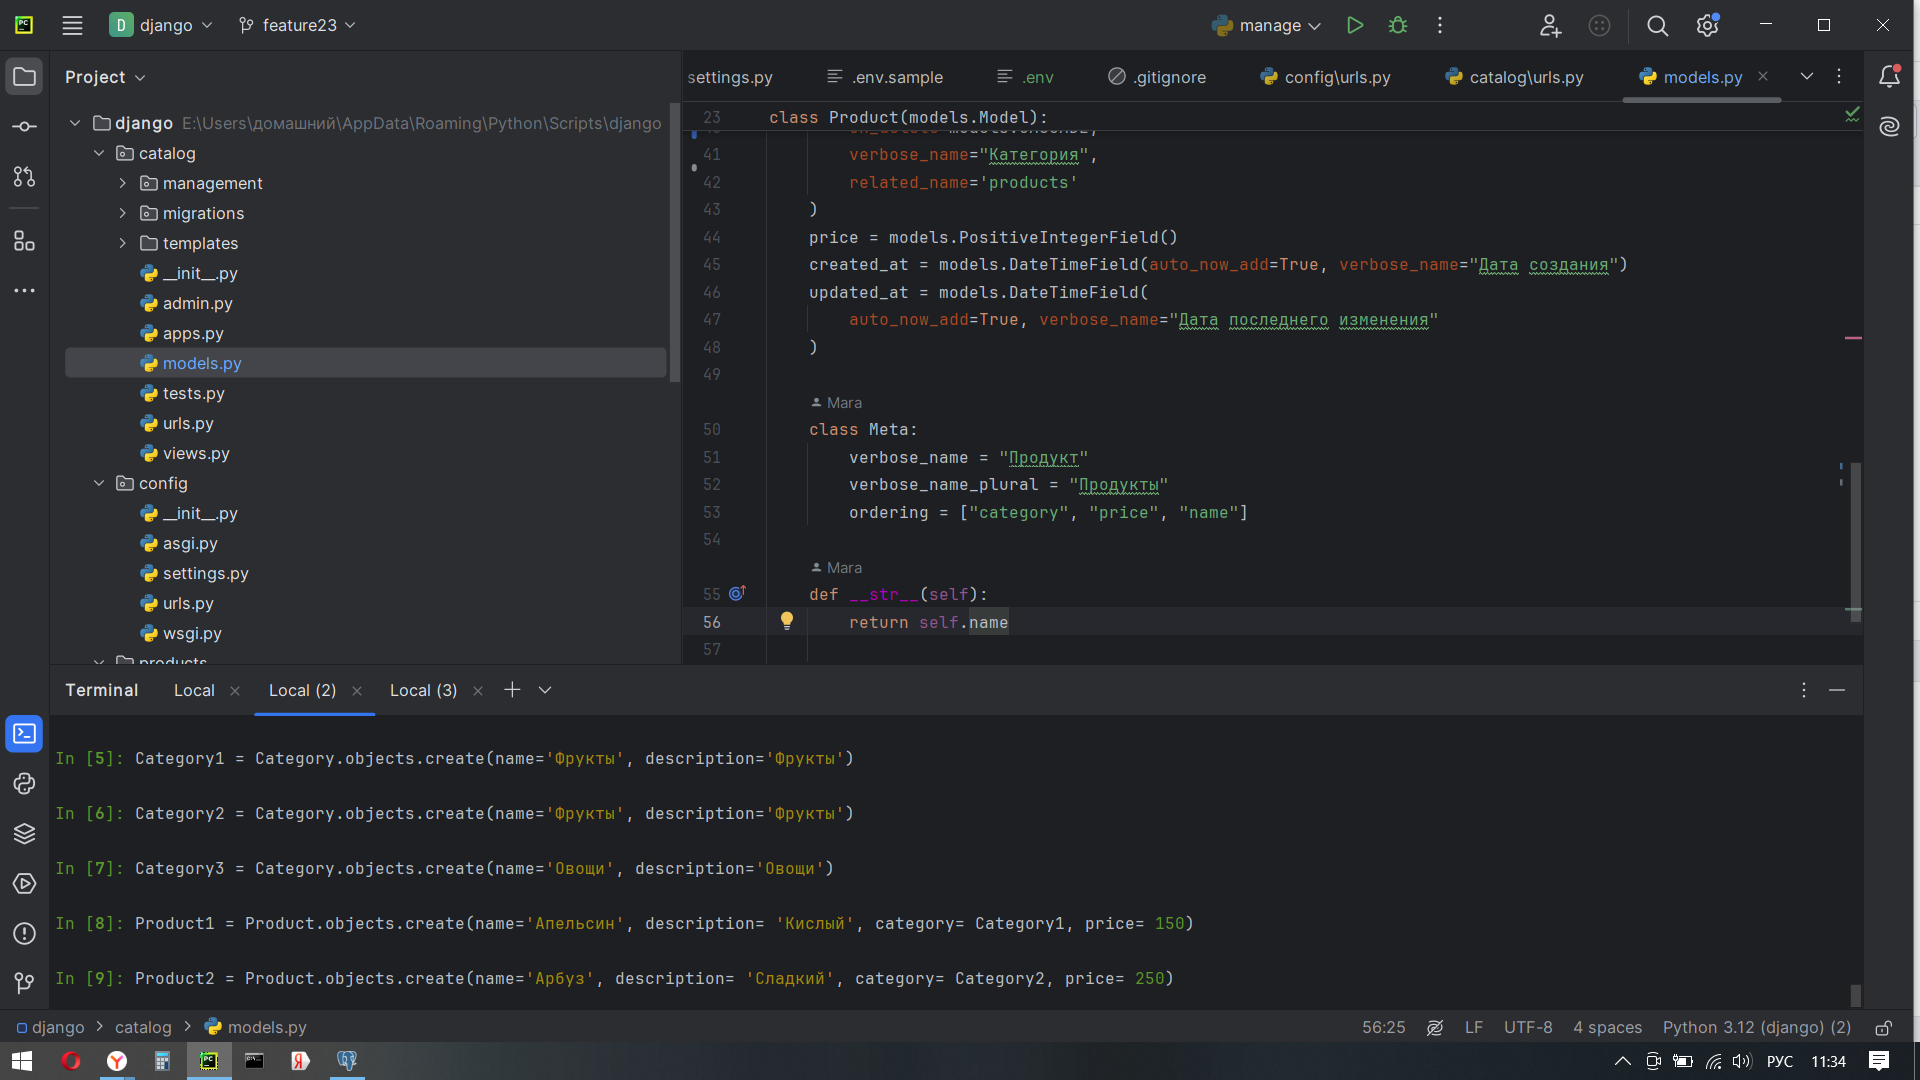 D django feature23 manage
Project
settings.py .env.sample .env .gitignore config\urls.py catalog\urls.py models.py
django E:\Users\домашний\AppData\Roaming\Python\Scripts\django
catalog
management
migrations
templates
__init__.py
admin.py
apps.py
models.py
tests.py
urls.py
views.py
config
__init__.py
asgi.py
settings.py
urls.py
wsgi.py
products
23 class Product(models.Model):
41 verbose_name="Категория",
42 related_name='products'
43 )
44 price = models.PositiveIntegerField()
45 created_at = models.DateTimeField(auto_now_add=True, verbose_name="Дата создания")
46 updated_at = models.DateTimeField(
47 auto_now_add=True, verbose_name="Дата последнего изменения"
48 )
49
Mara
50 class Meta:
51 verbose_name = "Продукт"
52 verbose_name_plural = "Продукты"
53 ordering = ["category", "price", "name"]
54
Mara
55 def __str__(self):
56 return self.name
57
Terminal Local Local (2) Local (3)
In [5]: Category1 = Category.objects.create(name='Фрукты', description='Фрукты')
In [6]: Category2 = Category.objects.create(name='Фрукты', description='Фрукты')
In [7]: Category3 = Category.objects.create(name='Овощи', description='Овощи')
In [8]: Product1 = Product.objects.create(name='Апельсин', description= 'Кислый', category= Category1, price= 150)
In [9]: Product2 = Product.objects.create(name='Арбуз', description= 'Сладкий', category= Category2, price= 250)
django > catalog > models.py 56:25 LF UTF-8 4 spaces Python 3.12 (django) (2)
РУС 11:34